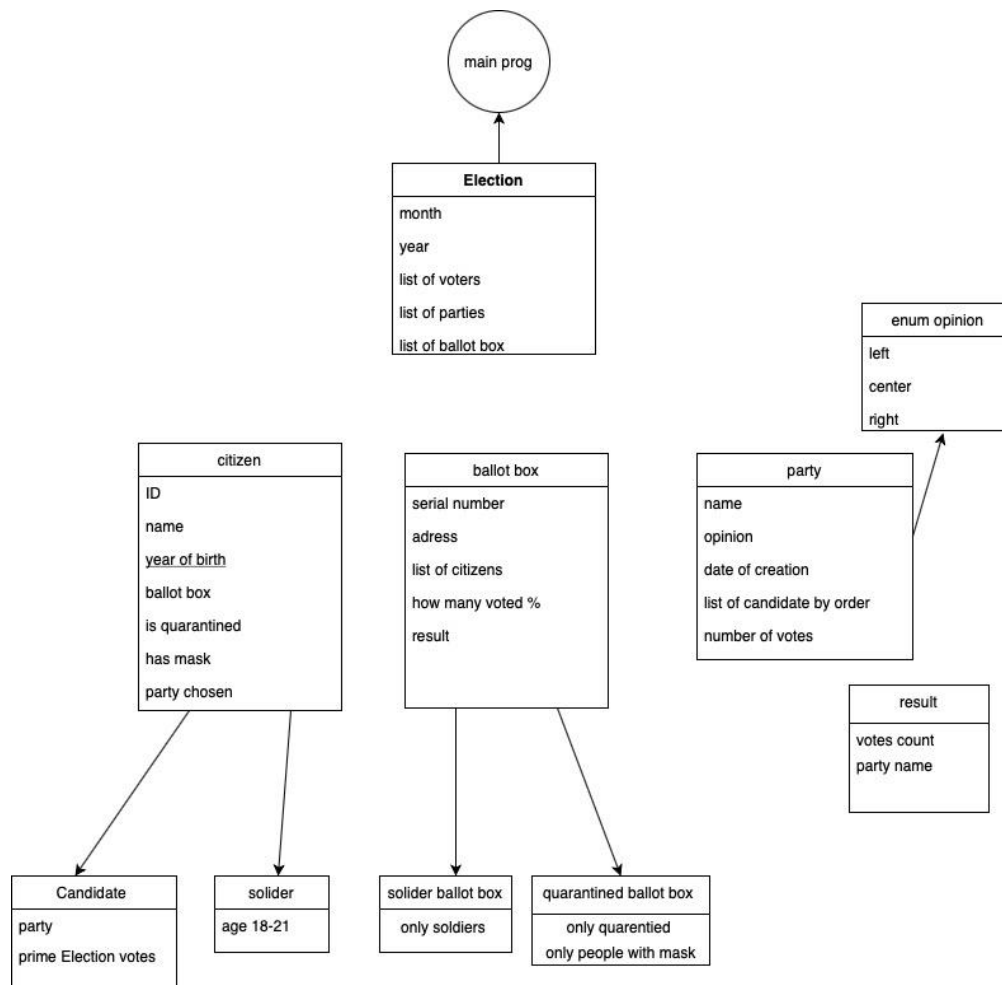 main prog
Election
month
year
list of voters
list of parties
list of ballot box
enum opinion
left
center
right
citizen
ID
name
year of birth
ballot box
is quarantined
has mask
party chosen
ballot box
serial number
adress
list of citizens
how many voted %
result
party
name
opinion
date of creation
list of candidate by order
number of votes
result
votes count
party name
Candidate
party
prime Election votes
solider
age 18-21
solider ballot box
only soldiers
quarantined ballot box
only quarentied
only people with mask